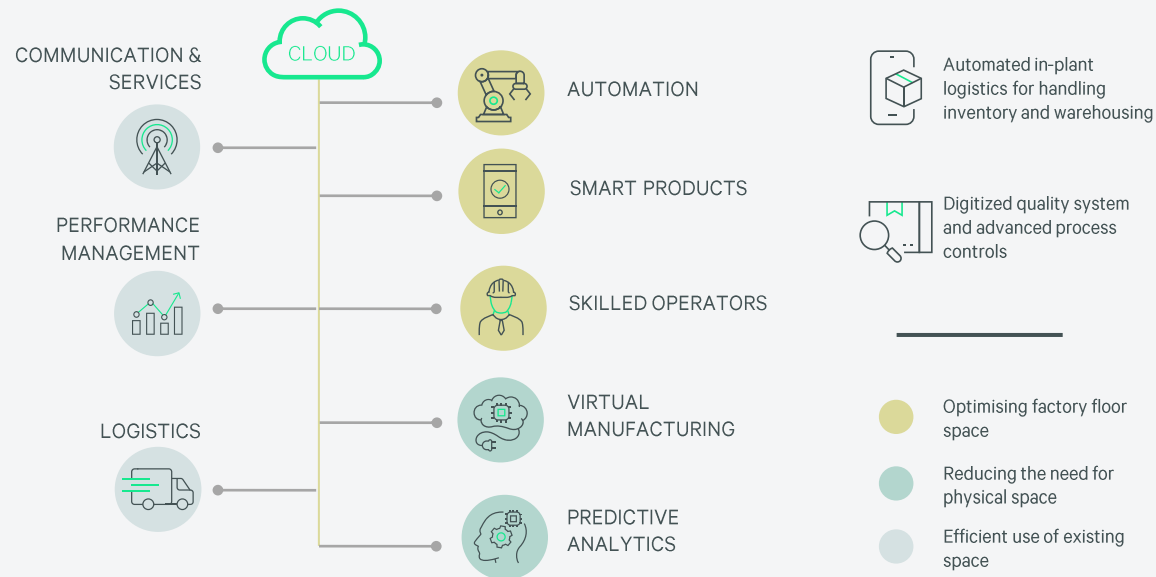 COMMUNICATION &
SERVICES
PERFORMANCE
MANAGEMENT
LOGISTICS
CLOUD
AUTOMATION
SMART PRODUCTS
SKILLED OPERATORS
VIRTUAL
MANUFACTURING
PREDICTIVE
ANALYTICS
Automated in-plant
logistics for handling
inventory and warehousing
Digitized quality system
and advanced process
controls
Optimising factory floor
space
Reducing the need for
physical space
Efficient use of existing
space